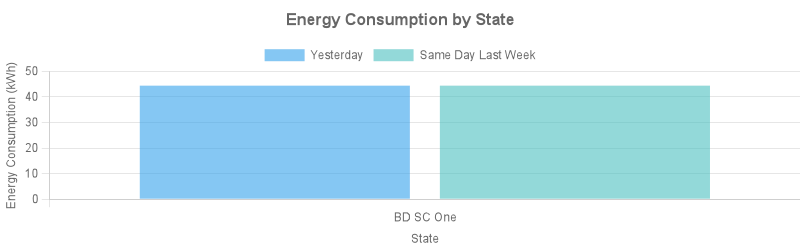 Energy Consumption by State
Yesterday Same Day Last Week
Energy Consumption (kWh)
50
40
30
20
10
0
BD SC One
State